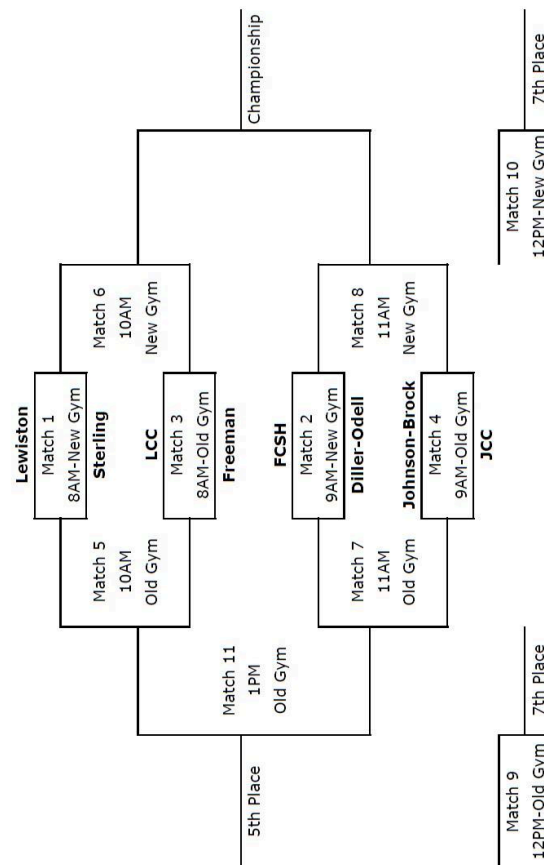 Lewiston
Match 1
8AM-New Gym
Sterling
LCC
Match 3
8AM-Old Gym
Freeman
FCSH
Match 2
9AM-New Gym
Diller-Odell
Johnson-Brock
Match 4
9AM-Old Gym
JCC
Match 5
10AM
Old Gym
Match 6
10AM
New Gym
Match 7
11AM
Old Gym
Match 8
11AM
New Gym
Match 11
1PM
Old Gym
5th Place
Championship
Match 9
12PM-Old Gym
7th Place
Match 10
12PM-New Gym
7th Place